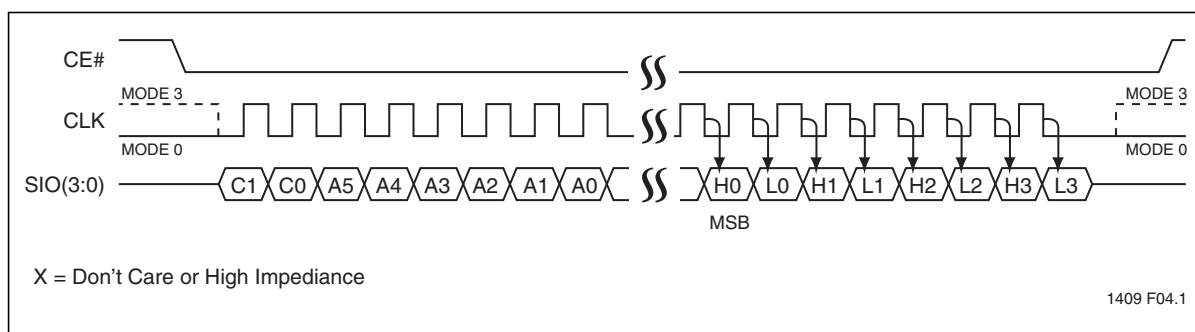 CE#
MODE 3 MODE 3
CLK
MODE 0 MODE 0
SIO(3:0) C1 C0 A5 A4 A3 A2 A1 A0 H0 L0 H1 L1 H2 L2 H3 L3
MSB
X = Don't Care or High Impediance
1409 F04.1